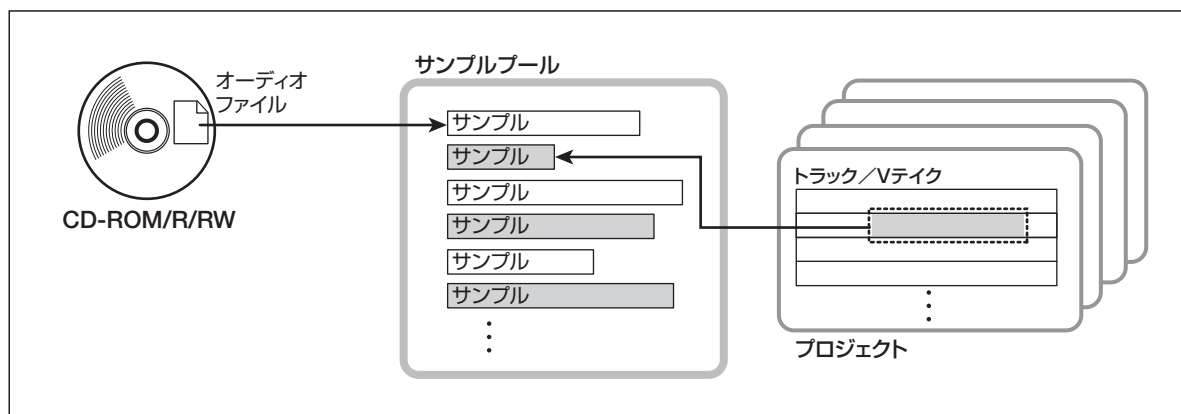 オーディオ
ファイル
CD-ROM/R/RW
サンプルプール
サンプル
サンプル
サンプル
サンプル
サンプル
サンプル
トラック／Vテイク
プロジェクト